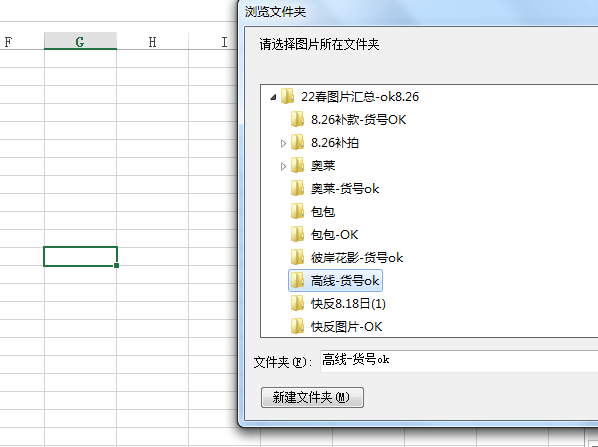 浏览文件夹
F G H I
请选择图片所在文件夹
22春图片汇总-ok8.26
8.26补款-货号OK
8.26补拍
奥莱
奥莱-货号ok
包包
包包-OK
彼岸花影-货号ok
高线-货号ok
快反8.18日(1)
快反图片-OK
文件夹(F): 高线-货号ok
新建文件夹(M)